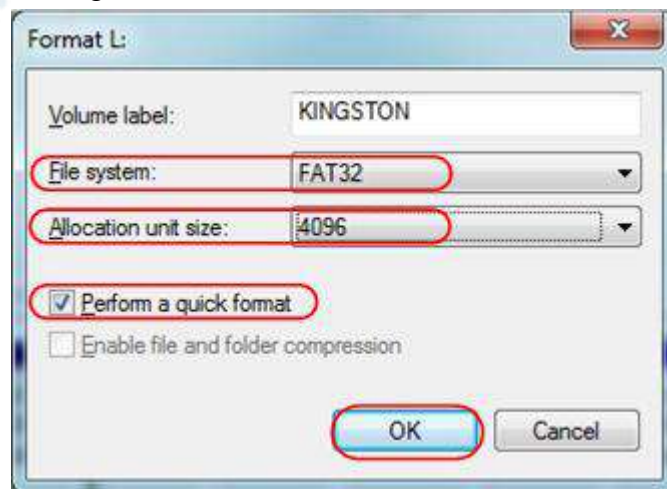 Format L:
Volume label: KINGSTON
File system: FAT32
Allocation unit size: 4096
Perform a quick format
Enable file and folder compression
OK Cancel